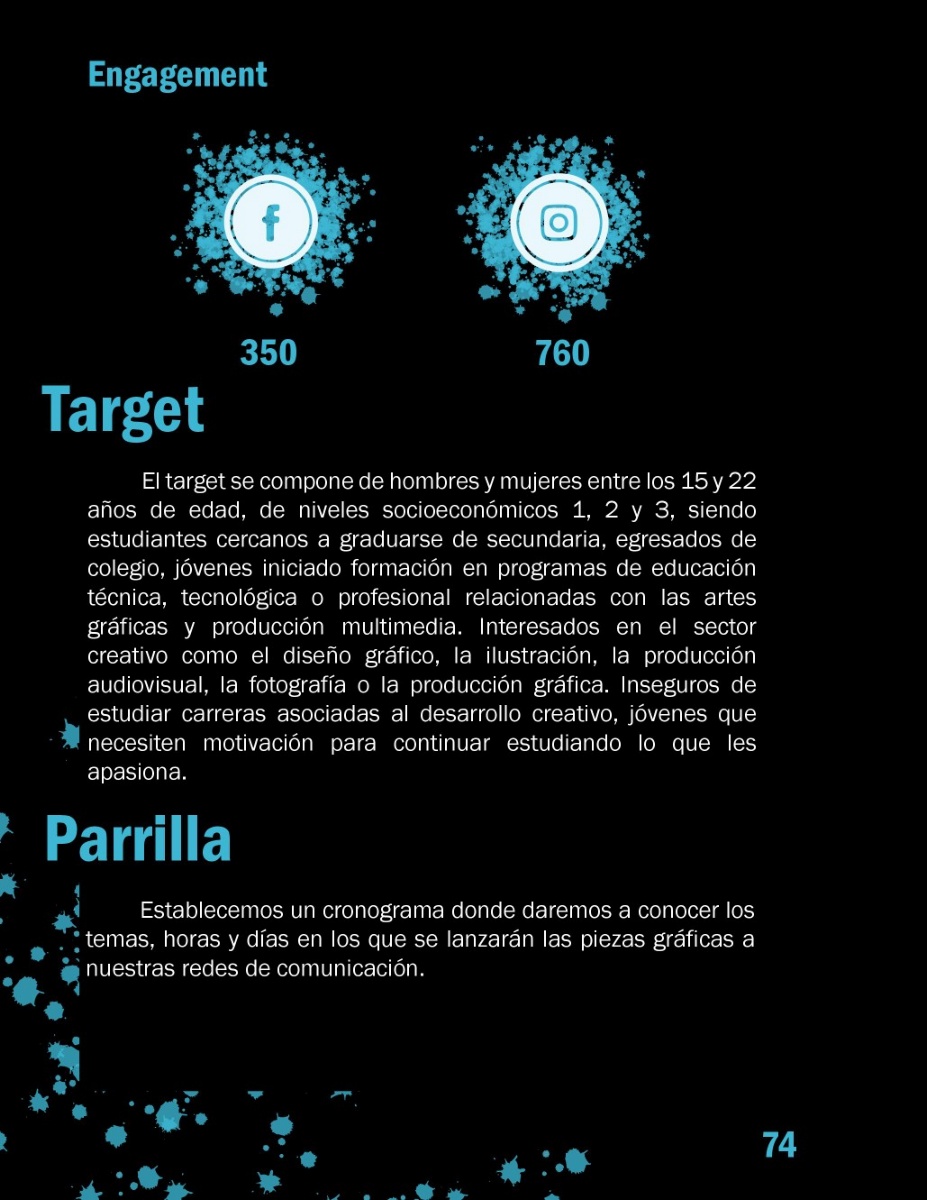 Engagement
350 760
Target
El target se compone de hombres y mujeres entre los 15 y 22
años de edad, de niveles socioeconómicos 1, 2 y 3, siendo
estudiantes cercanos a graduarse de secundaria, egresados de
colegio, jóvenes iniciado formación en programas de educación
técnica, tecnológica o profesional relacionadas con las artes
gráficas y producción multimedia. Interesados en el sector
creativo como el diseño gráfico, la ilustración, la producción
audiovisual, la fotografía o la producción gráfica. Inseguros de
estudiar carreras asociadas al desarrollo creativo, jóvenes que
necesiten motivación para continuar estudiando lo que les
apasiona.
Parrilla
Establecemos un cronograma donde daremos a conocer los
temas, horas y días en los que se lanzarán las piezas gráficas a
nuestras redes de comunicación.
74